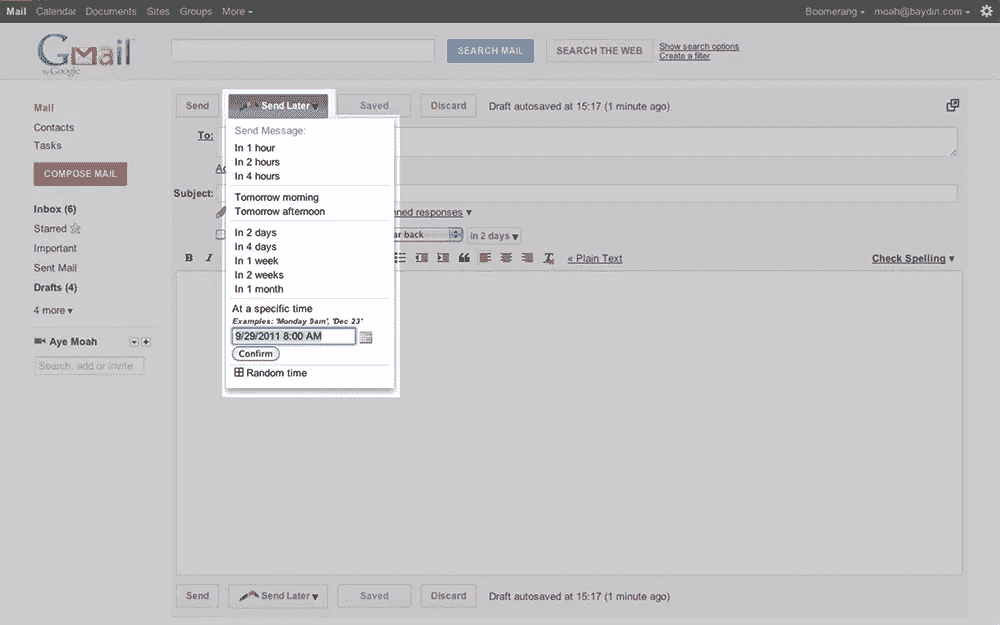 Mail Calendar Documents Sites Groups More Boomerang moah@baydin.com
Gmail
by Google
SEARCH MAIL SEARCH THE WEB Show search options
Create a filter
Mail
Contacts
Tasks
COMPOSE MAIL
Inbox (6)
Starred
Important
Sent Mail
Drafts (4)
4 more
Aye Moah
Search, add or invite
Send Send Later Saved Discard Draft autosaved at 15:17 (1 minute ago)
To:
Subject:
Send Message:
In 1 hour
In 2 hours
In 4 hours
Tomorrow morning
Tomorrow afternoon
In 2 days
In 4 days
In 1 week
In 2 weeks
In 1 month
At a specific time
Examples: 'Monday 9am', 'Dec 23'
9/29/2011 8:00 AM
Confirm
Random time
responses
back In 2 days
B I « Plain Text Check Spelling
Send Send Later Saved Discard Draft autosaved at 15:17 (1 minute ago)